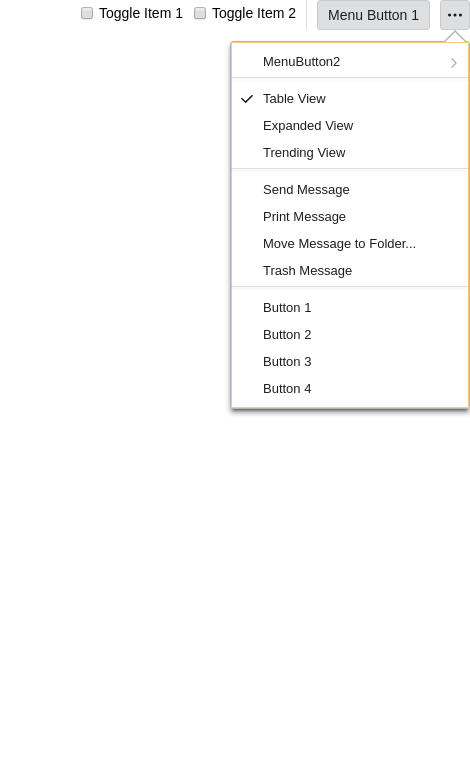 Toggle Item 1 Toggle Item 2 Menu Button 1
MenuButton2
Table View
Expanded View
Trending View
Send Message
Print Message
Move Message to Folder...
Trash Message
Button 1
Button 2
Button 3
Button 4